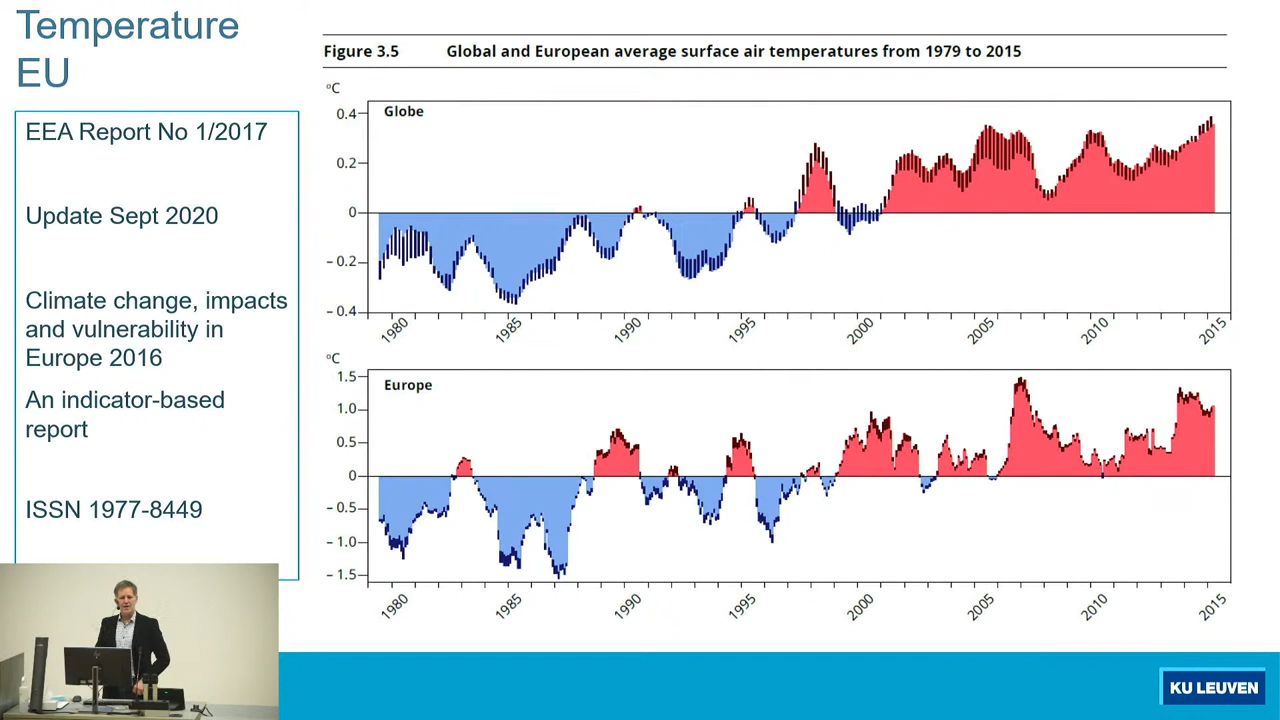 Temperature
EU
EEA Report No 1/2017
Update Sept 2020
Climate change, impacts
and vulnerability in
Europe 2016
An indicator-based
report
ISSN 1977-8449
Figure 3.5 Global and European average surface air temperatures from 1979 to 2015
ºC
Globe
0.4
0.2
0
– 0.2
– 0.4
1980 1985 1990 1995 2000 2005 2010 2015
ºC
Europe
1.5
1.0
0.5
0
– 0.5
– 1.0
– 1.5
1980 1985 1990 1995 2000 2005 2010 2015
KU LEUVEN